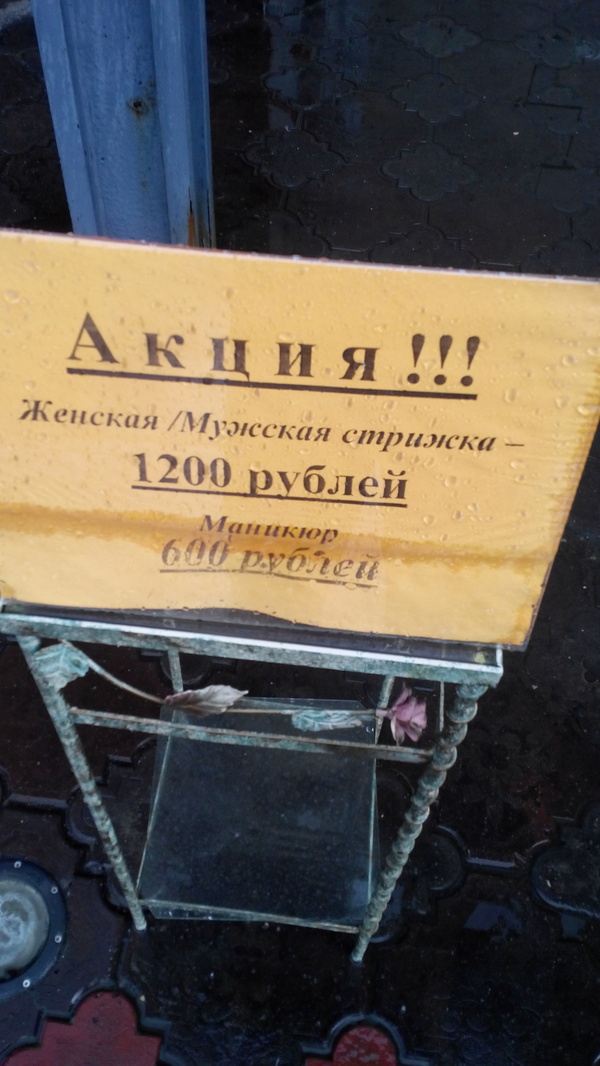 Акция!!!
Женская /Мужская стрижка –
1200 рублей
Маникюр
600 рублей